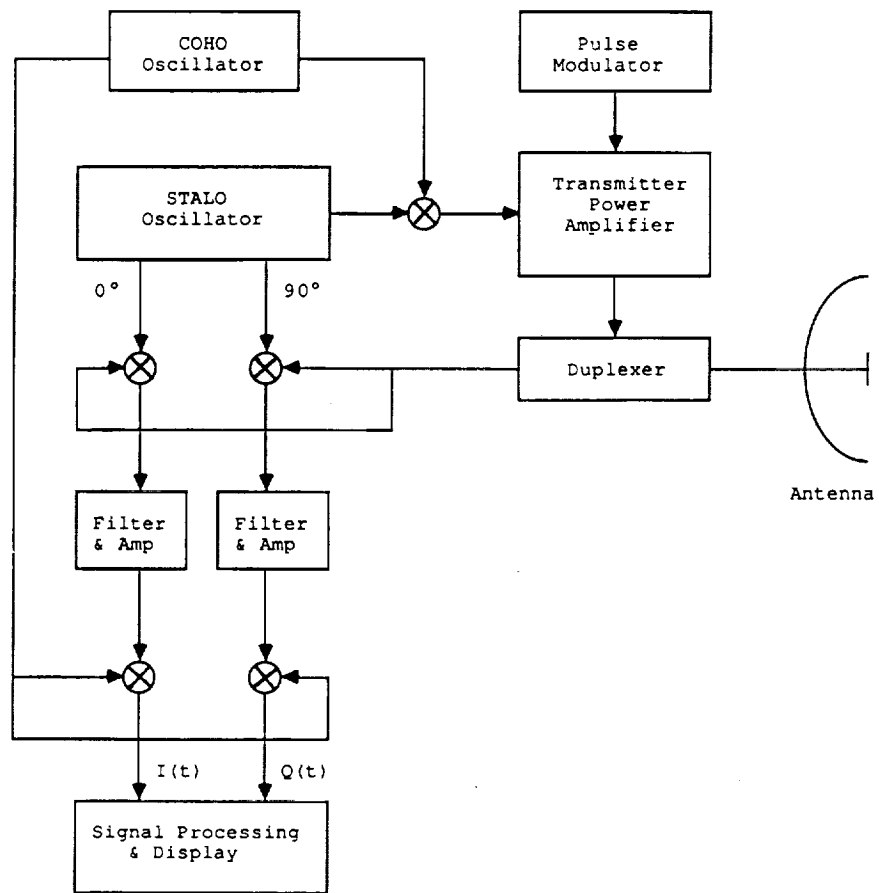 COHO
Oscillator
Pulse
Modulator
STALO
Oscillator
Transmitter
Power
Amplifier
0°
90°
Duplexer
Antenna
Filter
& Amp
Filter
& Amp
I(t)
Q(t)
Signal Processing
& Display